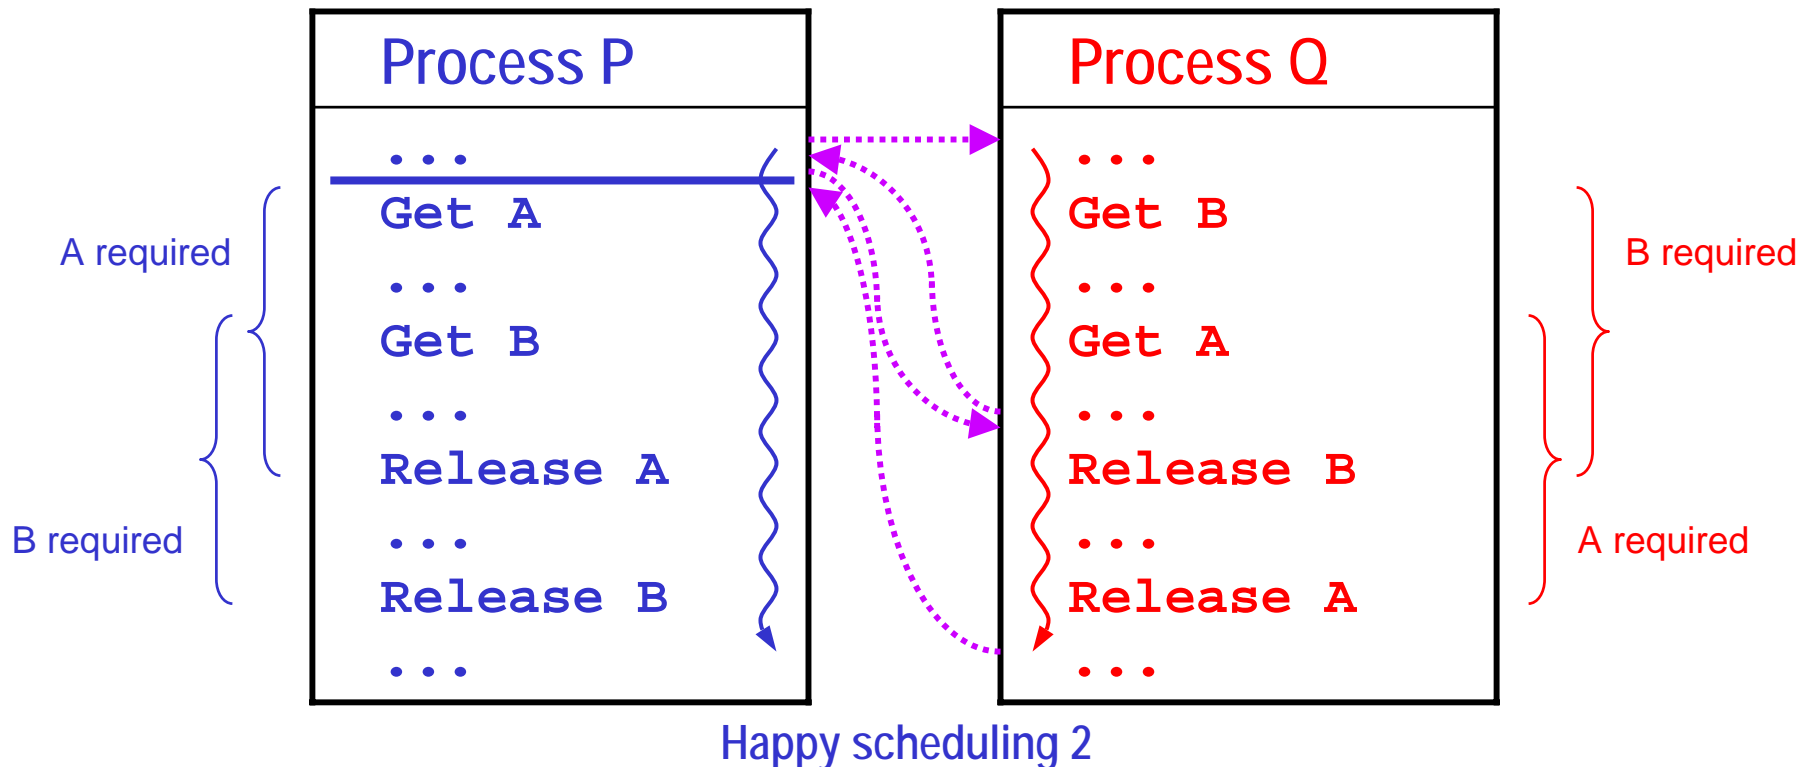 Process P
...
Get A
...
Get B
...
Release A
...
Release B
...
A required
B required
Process Q
...
Get B
...
Get A
...
Release B
...
Release A
...
B required
A required
Happy scheduling 2